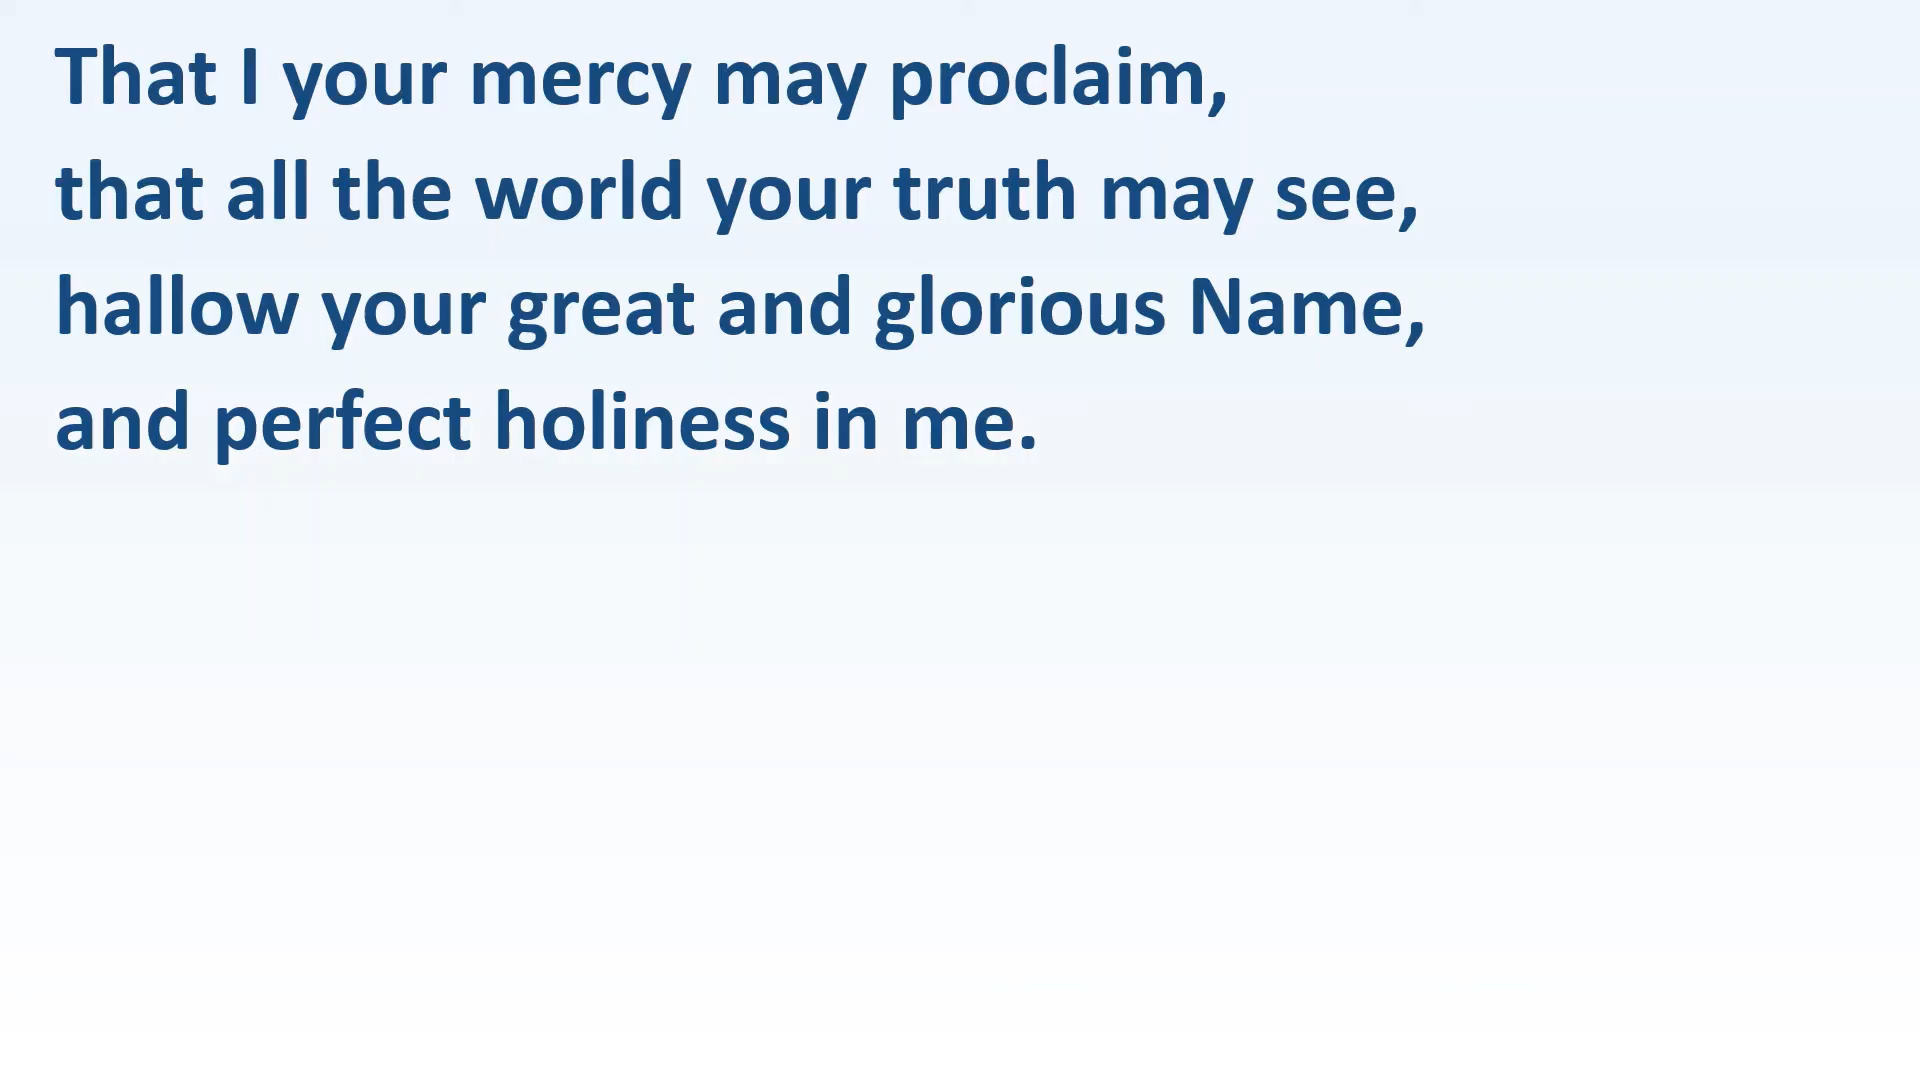 That I your mercy may proclaim,
that all the world your truth may see,
hallow your great and glorious Name,
and perfect holiness in me.